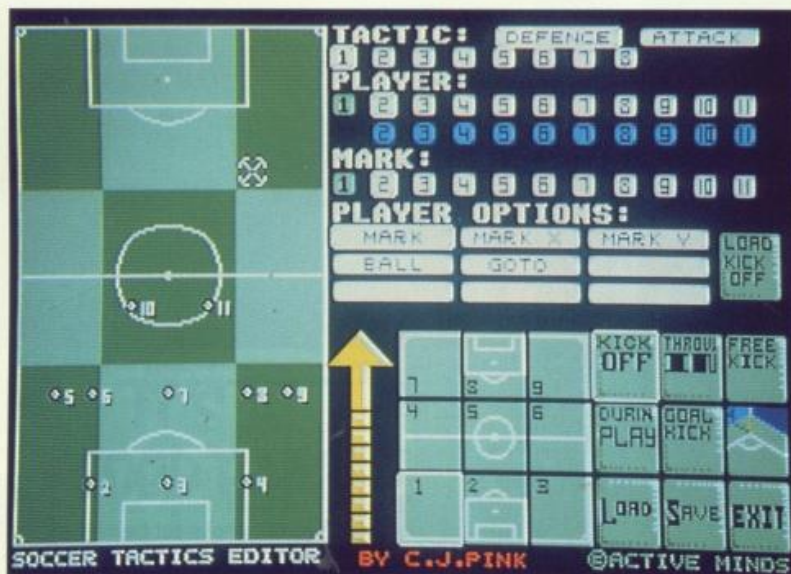 TACTIC: DEFENCE ATTACK
1 2 3 4 5 6 7 8
PLAYER:
1 2 3 4 5 6 7 8 9 10 11
2 3 4 5 6 7 8 9 10 11
MARK:
1 2 3 4 5 6 7 8 9 10 11
PLAYER OPTIONS:
MARK MARK X MARK Y
BALL GOTO
LOAD
KICK
OFF
10 11
5 6 7 8 9
2 3 4
7 8 9
4 5 6
1 2 3
KICK
OFF
THROW
IN
FREE
KICK
DURIN
PLAY
GOAL
KICK
LOAD SAVE EXIT
SOCCER TACTICS EDITOR BY C.J.PINK ©ACTIVE MINDS